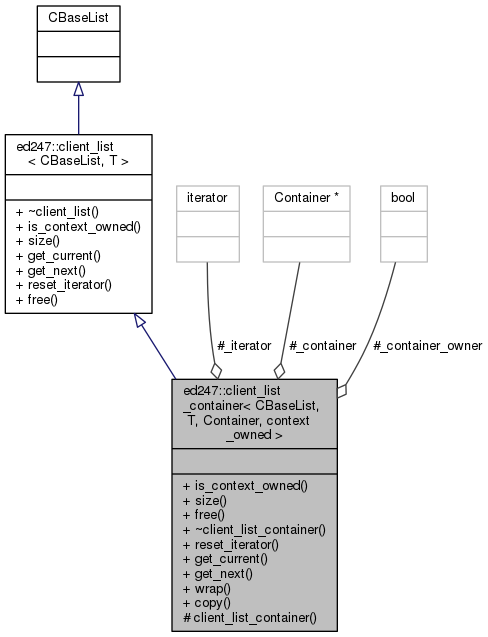 CBaseList
ed247::client_list
< CBaseList, T >
+ ~client_list()
+ is_context_owned()
+ size()
+ get_current()
+ get_next()
+ reset_iterator()
+ free()
iterator
Container *
bool
#_iterator
#_container
#_container_owner
ed247::client_list
_container< CBaseList,
T, Container, context
_owned >
+ is_context_owned()
+ size()
+ free()
+ ~client_list_container()
+ reset_iterator()
+ get_current()
+ get_next()
+ wrap()
+ copy()
# client_list_container()